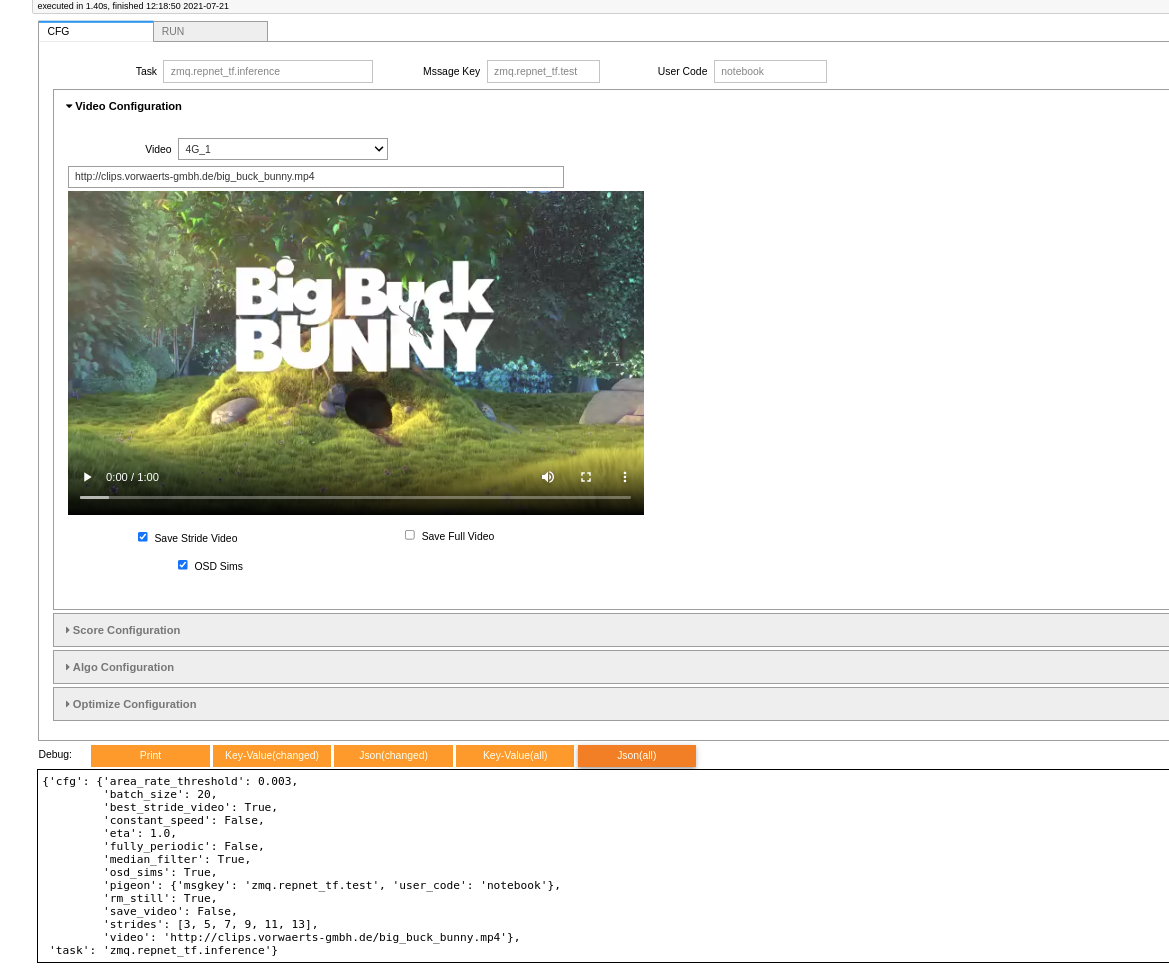 executed in 1.40s, finished 12:18:50 2021-07-21
CFG RUN
Task zmq.repnet_tf.inference Mssage Key zmq.repnet_tf.test User Code notebook
Video Configuration
Video 4G_1
http://clips.vorwaerts-gmbh.de/big_buck_bunny.mp4
Big Buck
BUNNY
0:00 / 1:00
Save Stride Video Save Full Video
OSD Sims
Score Configuration
Algo Configuration
Optimize Configuration
Debug: Print Key-Value(changed) Json(changed) Key-Value(all) Json(all)
{'cfg': {'area_rate_threshold': 0.003,
'batch_size': 20,
'best_stride_video': True,
'constant_speed': False,
'eta': 1.0,
'fully_periodic': False,
'median_filter': True,
'osd_sims': True,
'pigeon': {'msgkey': 'zmq.repnet_tf.test', 'user_code': 'notebook'},
'rm_still': True,
'save_video': False,
'strides': [3, 5, 7, 9, 11, 13],
'video': 'http://clips.vorwaerts-gmbh.de/big_buck_bunny.mp4'},
'task': 'zmq.repnet_tf.inference'}